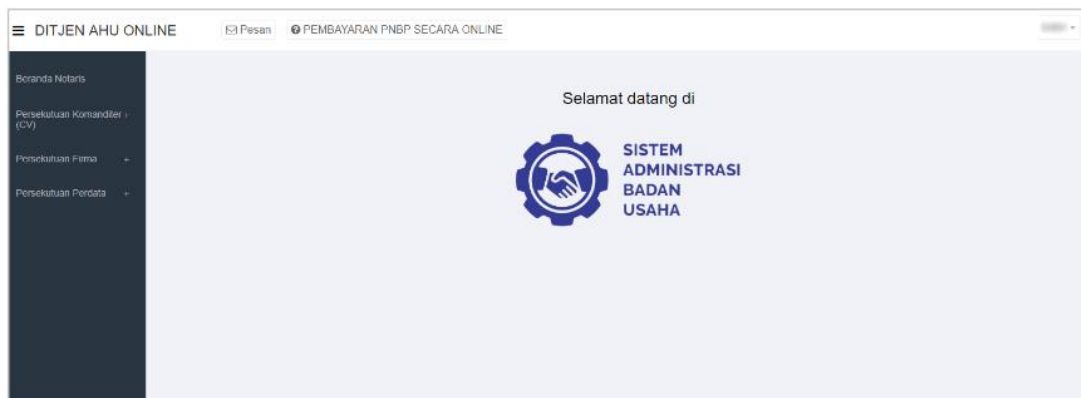 DITJEN AHU ONLINE
Pesan
PEMBAYARAN PNBP SECARA ONLINE
Beranda Notaris
Persekutuan Komanditer
(CV)
Persekutuan Firma +
Persekutuan Perdata +
Selamat datang di
SISTEM
ADMINISTRASI
BADAN
USAHA